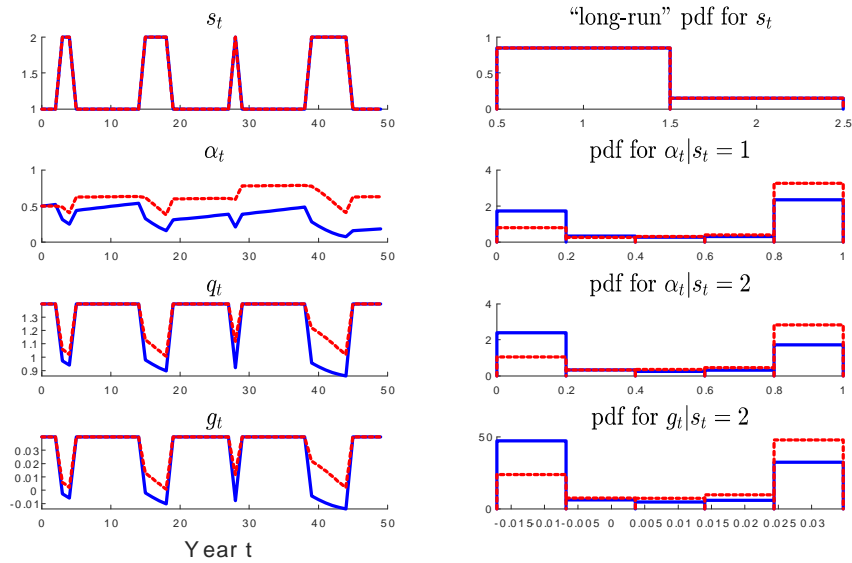 s_t
2
1.5
1
0 10 20 30 40 50
α_t
1
0.5
0
0 10 20 30 40 50
q_t
1.3
1.2
1.1
1
0.9
0 10 20 30 40 50
g_t
0.03
0.02
0.01
0
-0.01
0 10 20 30 40 50
Year t
“long-run” pdf for s_t
1
0.5
0
0.5 1 1.5 2 2.5
pdf for α_t|s_t = 1
4
2
0
0 0.2 0.4 0.6 0.8 1
pdf for α_t|s_t = 2
4
2
0
0 0.2 0.4 0.6 0.8 1
pdf for g_t|s_t = 2
50
0
-0.015 -0.01 -0.005 0 0.005 0.01 0.015 0.02 0.025 0.03